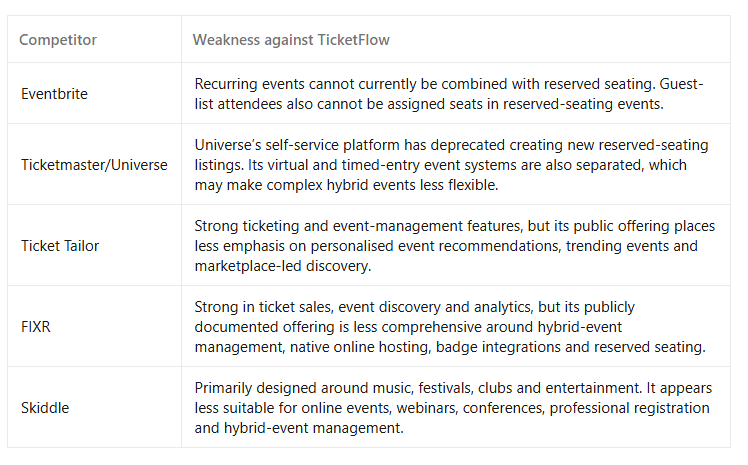 Competitor
Weakness against TicketFlow
Eventbrite
Recurring events cannot currently be combined with reserved seating. Guest-
list attendees also cannot be assigned seats in reserved-seating events.
Ticketmaster/Universe
Universe’s self-service platform has deprecated creating new reserved-seating
listings. Its virtual and timed-entry event systems are also separated, which
may make complex hybrid events less flexible.
Ticket Tailor
Strong ticketing and event-management features, but its public offering places
less emphasis on personalised event recommendations, trending events and
marketplace-led discovery.
FIXR
Strong in ticket sales, event discovery and analytics, but its publicly
documented offering is less comprehensive around hybrid-event
management, native online hosting, badge integrations and reserved seating.
Skiddle
Primarily designed around music, festivals, clubs and entertainment. It appears
less suitable for online events, webinars, conferences, professional registration
and hybrid-event management.